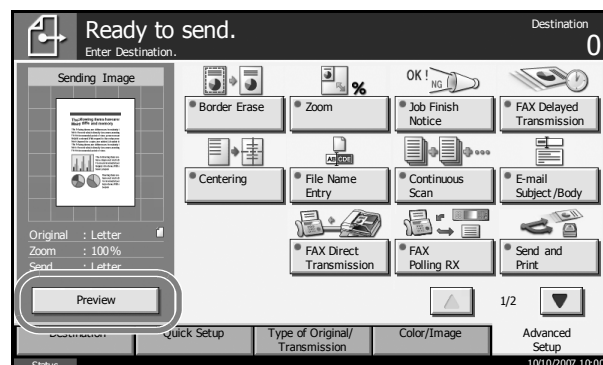 Ready to send.
Enter Destination.
Destination
0
Sending Image
Original : Letter
Zoom : 100%
Send : Letter
Preview
%
OK!
NG
Border Erase
Zoom
Job Finish
Notice
FAX Delayed
Transmission
AB CDE
Centering
File Name
Entry
Continuous
Scan
E-mail
Subject/Body
FAX Direct
Transmission
FAX
Polling RX
Send and
Print
1/2
Destination
Quick Setup
Type of Original/
Transmission
Color/Image
Advanced
Setup
Status
10/10/2007 10:00